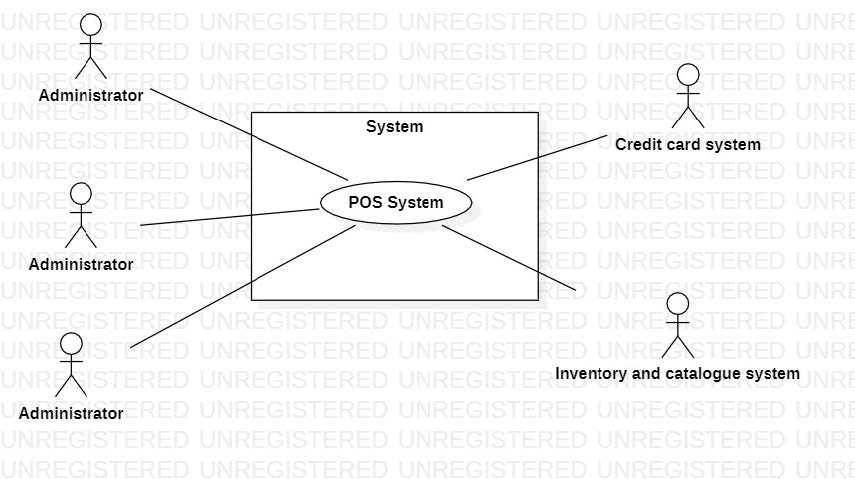 UNREGISTERED UNREGISTERED UNREGISTERED UNREGISTERED UNRE
Administrator
System
Credit card system
POS System
Administrator
Inventory and catalogue system
Administrator